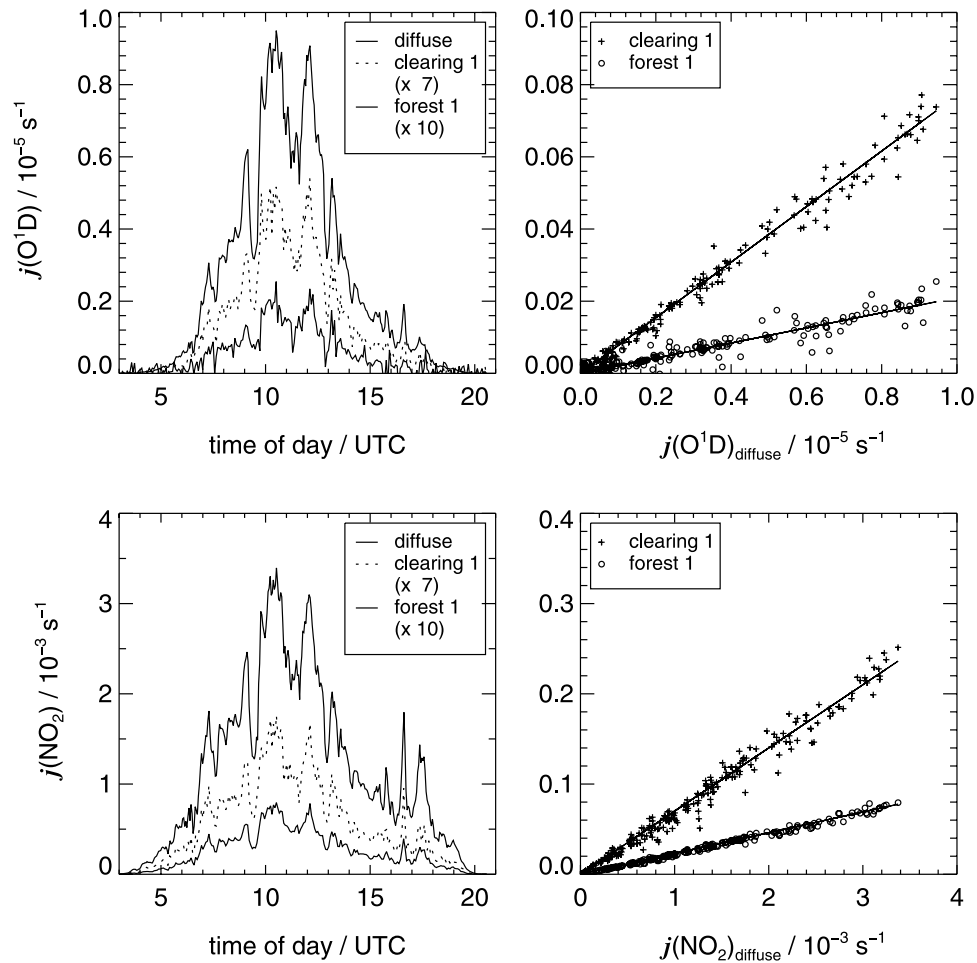 1.0
0.8
0.6
0.4
0.2
0.0
j(O¹D) / 10⁻⁵ s⁻¹
diffuse
clearing 1
(x 7)
forest 1
(x 10)
5 10 15 20
time of day / UTC
0.10
0.08
0.06
0.04
0.02
0.00
clearing 1
forest 1
0.0 0.2 0.4 0.6 0.8 1.0
j(O¹D)diffuse / 10⁻⁵ s⁻¹
4
3
2
1
0
j(NO₂) / 10⁻³ s⁻¹
diffuse
clearing 1
(x 7)
forest 1
(x 10)
5 10 15 20
time of day / UTC
0.4
0.3
0.2
0.1
0.0
clearing 1
forest 1
0 1 2 3 4
j(NO₂)diffuse / 10⁻³ s⁻¹